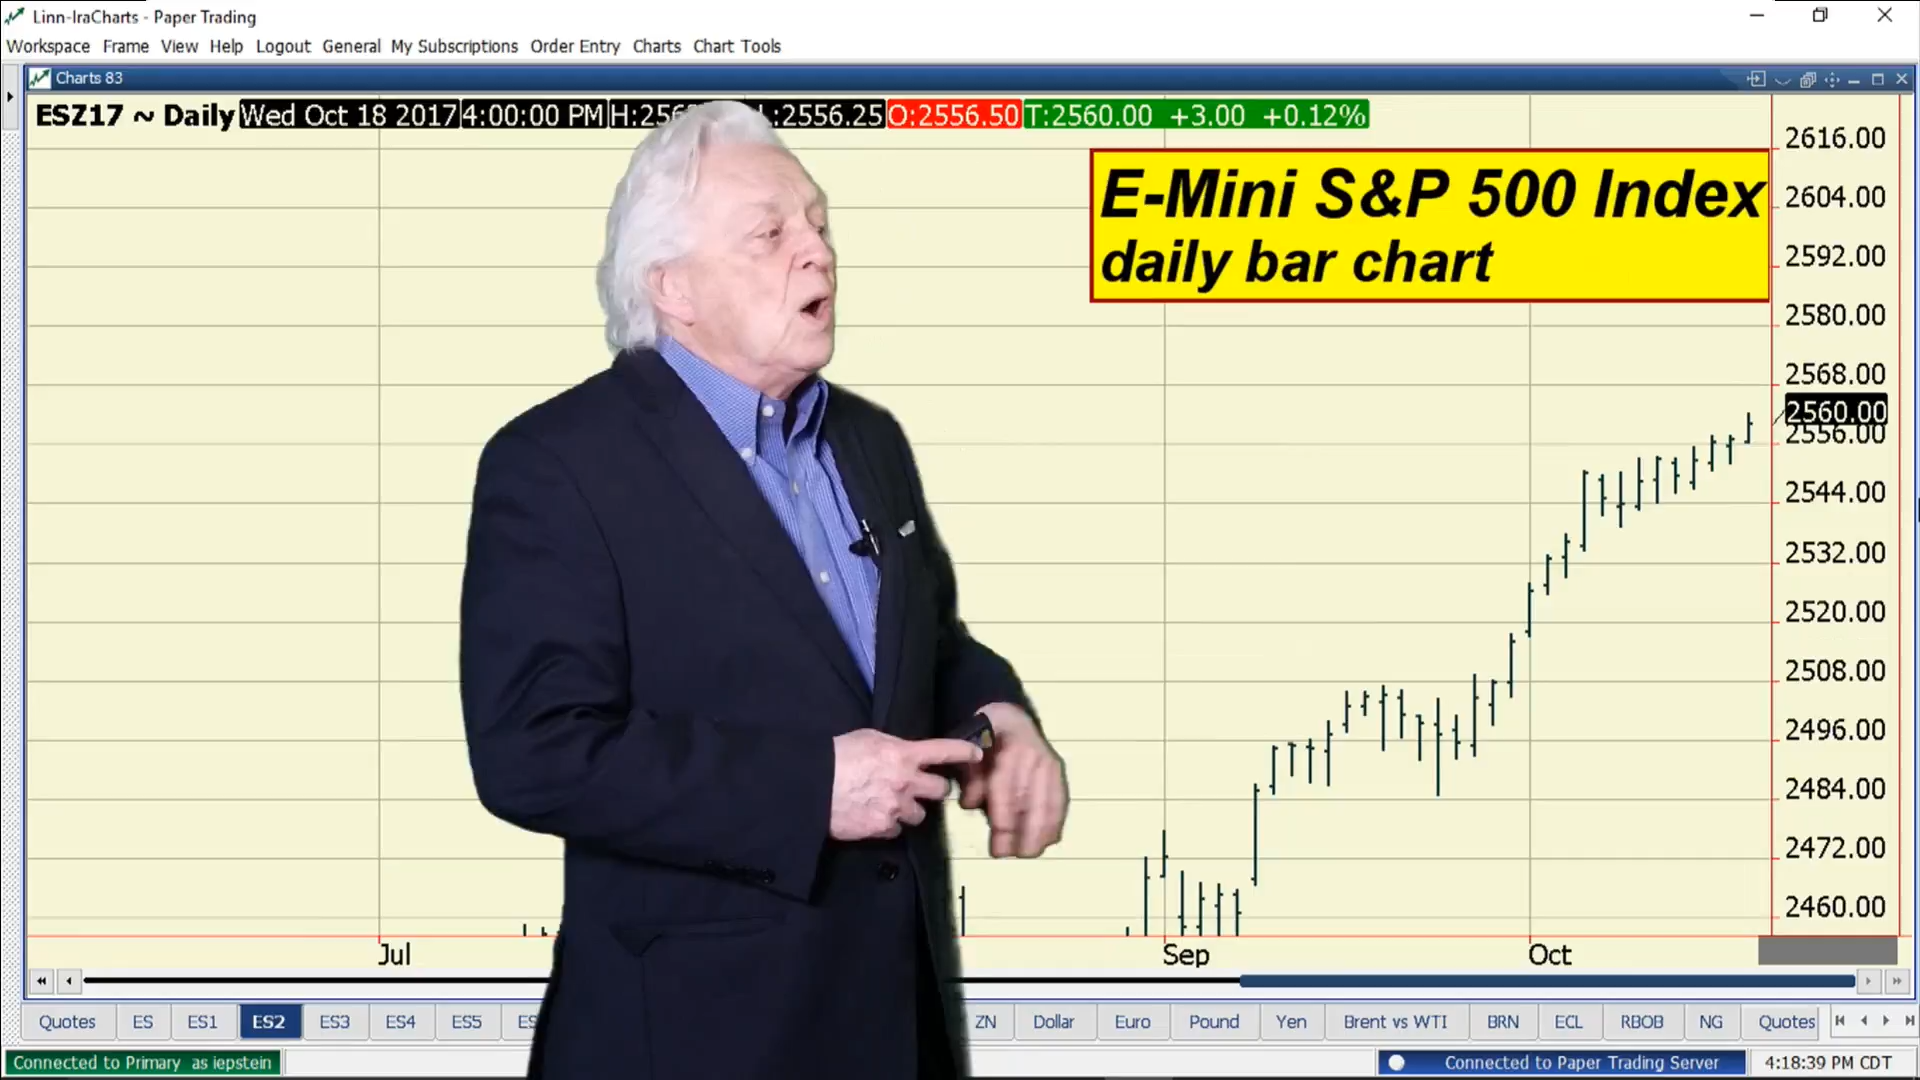 Linn-IraCharts - Paper Trading
Workspace Frame View Help Logout General My Subscriptions Order Entry Charts Chart Tools
Charts 83
ESZ17 ~ Daily Wed Oct 18 2017 4:00:00 PM H:256 L:2556.25 O:2556.50 T:2560.00 +3.00 +0.12%
E-Mini S&P 500 Index
daily bar chart
2616.00
2604.00
2592.00
2580.00
2568.00
2560.00
2556.00
2544.00
2532.00
2520.00
2508.00
2496.00
2484.00
2472.00
2460.00
Jul Sep Oct
Quotes ES ES1 ES2 ES3 ES4 ES5 ES ZN Dollar Euro Pound Yen Brent vs WTI BRN ECL RBOB NG Quotes
Connected to Primary as iepstein Connected to Paper Trading Server 4:18:39 PM CDT